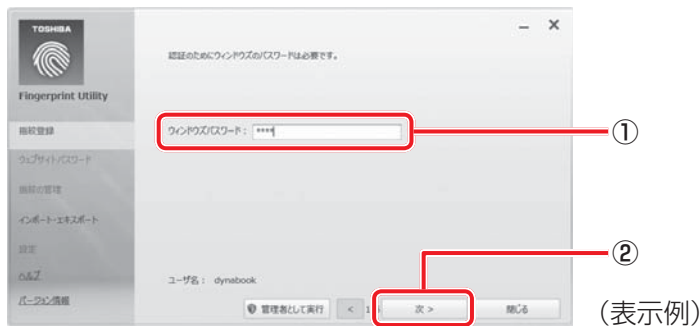 TOSHIBA
Fingerprint Utility
指紋登録
ウェブサイトパスワード
指紋の管理
インポート・エキスポート
設定
ヘルプ
バージョン情報
認証のためにウィンドウズのパスワードは必要です。
ウィンドウズパスワード： ****
①
ユーザ名： dynabook
管理者として実行
<
次 >
閉じる
②
（表示例）